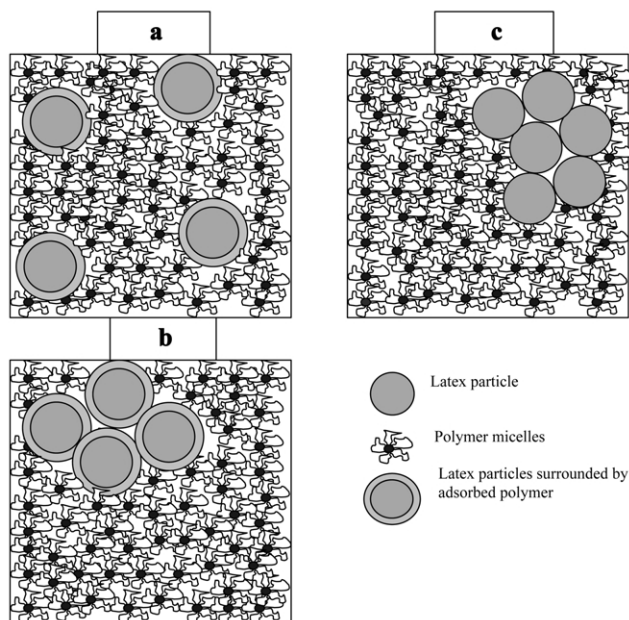 a
c
b
Latex particle
Polymer micelles
Latex particles surrounded by
adsorbed polymer